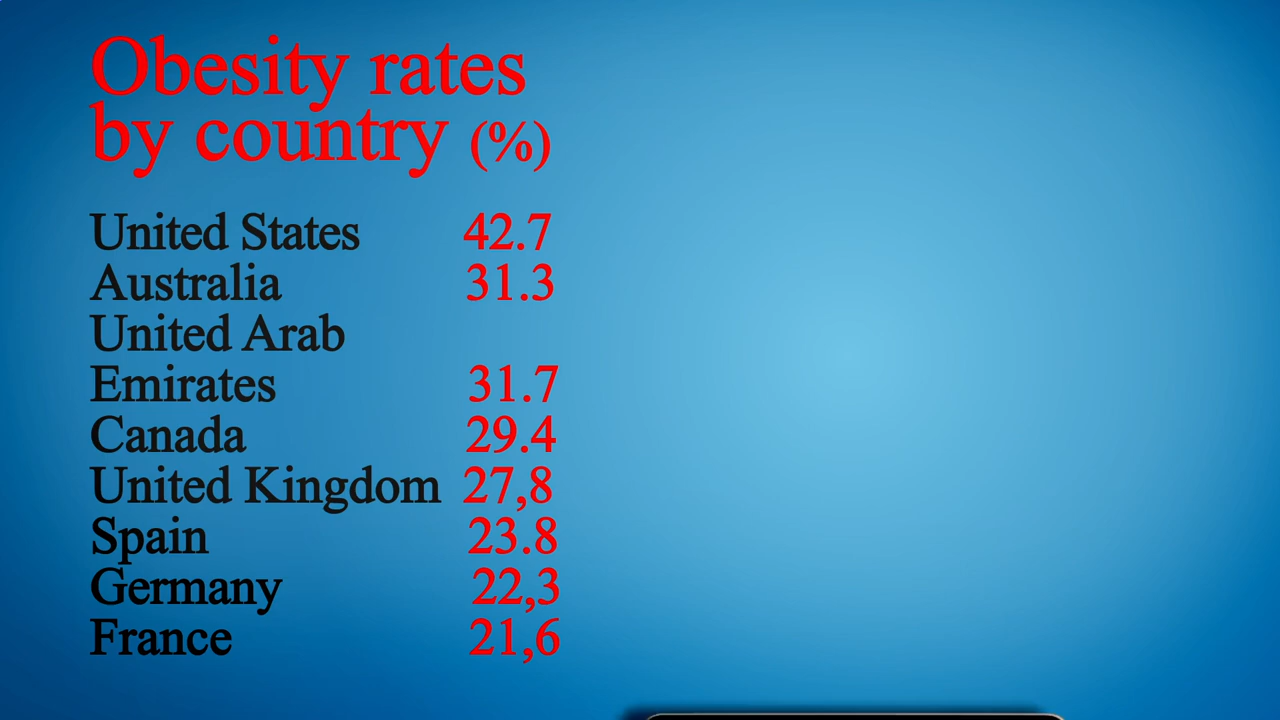 Obesity rates
by country (%)
United States 42.7
Australia 31.3
United Arab
Emirates 31.7
Canada 29.4
United Kingdom 27,8
Spain 23.8
Germany 22,3
France 21,6